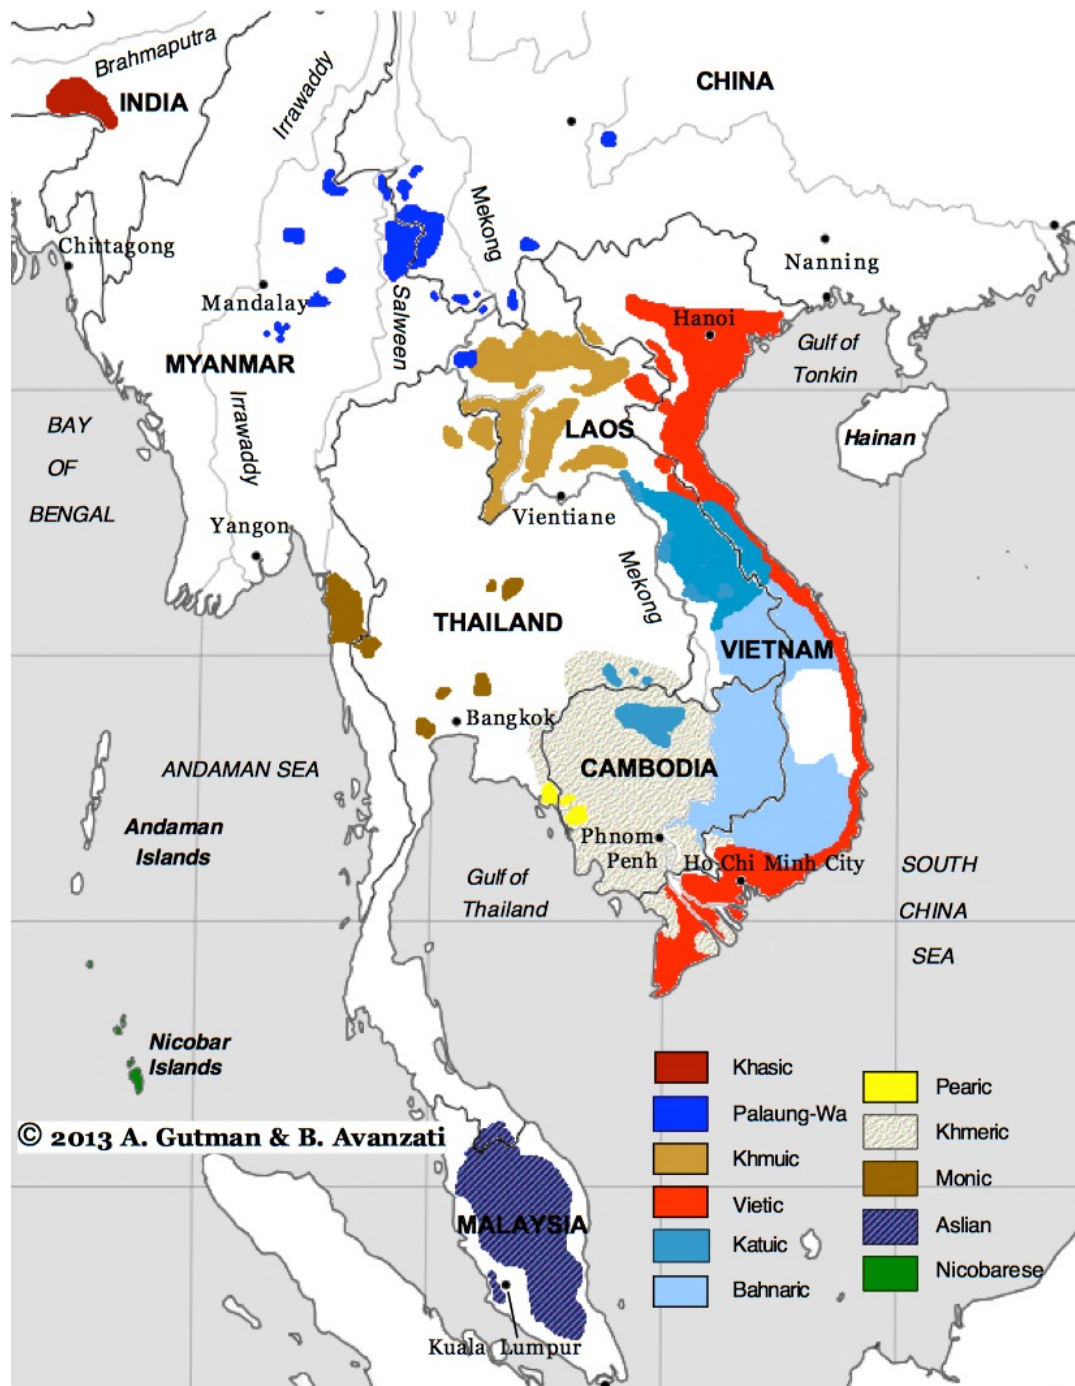 Brahmaputra
INDIA
Irrawaddy
CHINA
Mekong
Chittagong
Nanning
Mandalay
Salween
Hanoi
Gulf of
Tonkin
MYANMAR
Irrawaddy
LAOS
Hainan
BAY
OF
BENGAL
Yangon
Vientiane
Mekong
THAILAND
VIETNAM
Bangkok
CAMBODIA
ANDAMAN SEA
Andaman
Islands
Phnom
Penh
Ho Chi Minh City
Gulf of
Thailand
SOUTH
CHINA
SEA
Nicobar
Islands
© 2013 A. Gutman & B. Avanzati
MALAYSIA
Kuala Lumpur
Khasic
Palaung-Wa
Khmuic
Vietic
Katuic
Bahnaric
Pearic
Khmeric
Monic
Aslian
Nicobarese